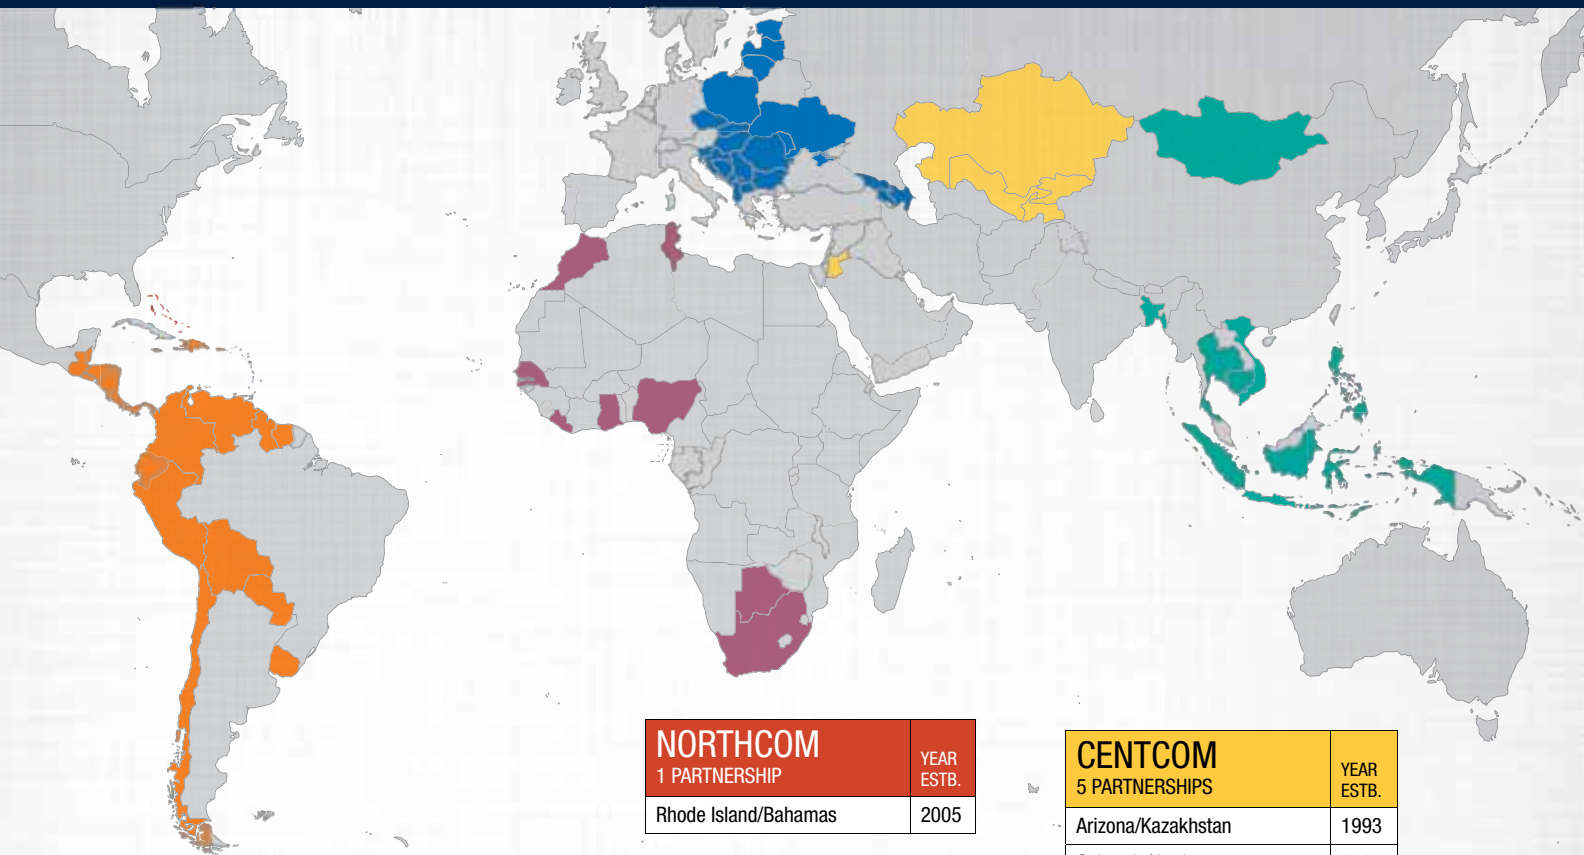 NORTHCOM
1 PARTNERSHIP
YEAR
ESTB.
Rhode Island/Bahamas 2005
CENTCOM
5 PARTNERSHIPS
YEAR
ESTB.
Arizona/Kazakhstan 1993